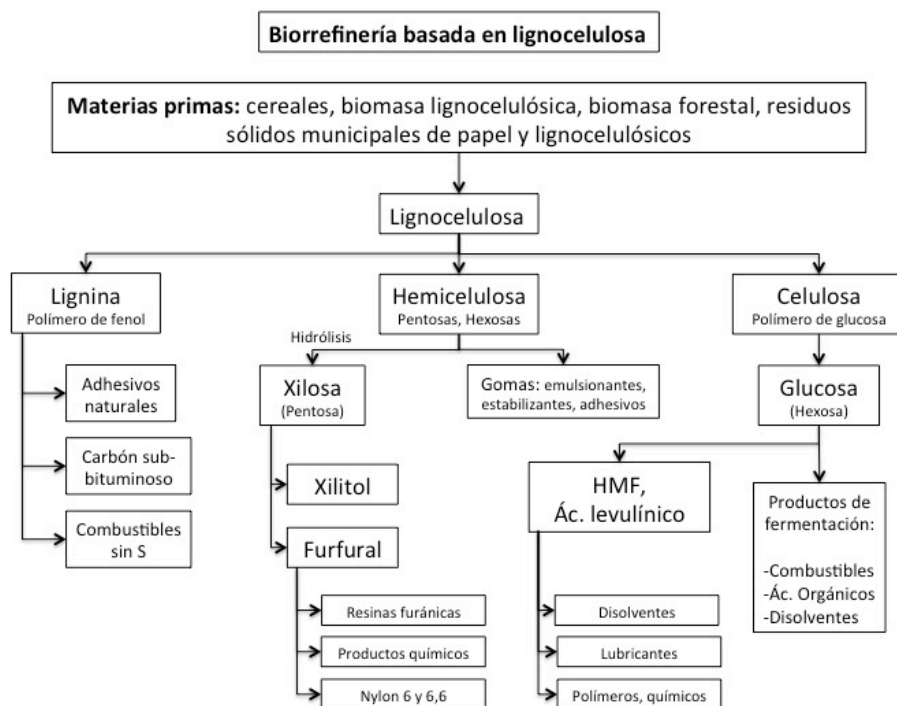 Biorrefinería basada en lignocelulosa
Materias primas: cereales, biomasa lignocelulósica, biomasa forestal, residuos
sólidos municipales de papel y lignocelulósicos
Lignocelulosa
Lignina
Polímero de fenol
Hemicelulosa
Pentosas, Hexosas
Celulosa
Polímero de glucosa
Hidrólisis
Adhesivos
naturales
Carbón sub-
bituminoso
Combustibles
sin S
Xilosa
(Pentosa)
Gomas: emulsionantes,
estabilizantes, adhesivos
Glucosa
(Hexosa)
Xilitol
Furfural
Resinas furánicas
Productos químicos
Nylon 6 y 6,6
HMF,
Ác. levulínico
Disolventes
Lubricantes
Polímeros, químicos
Productos de
fermentación:
-Combustibles
-Ác. Orgánicos
-Disolventes